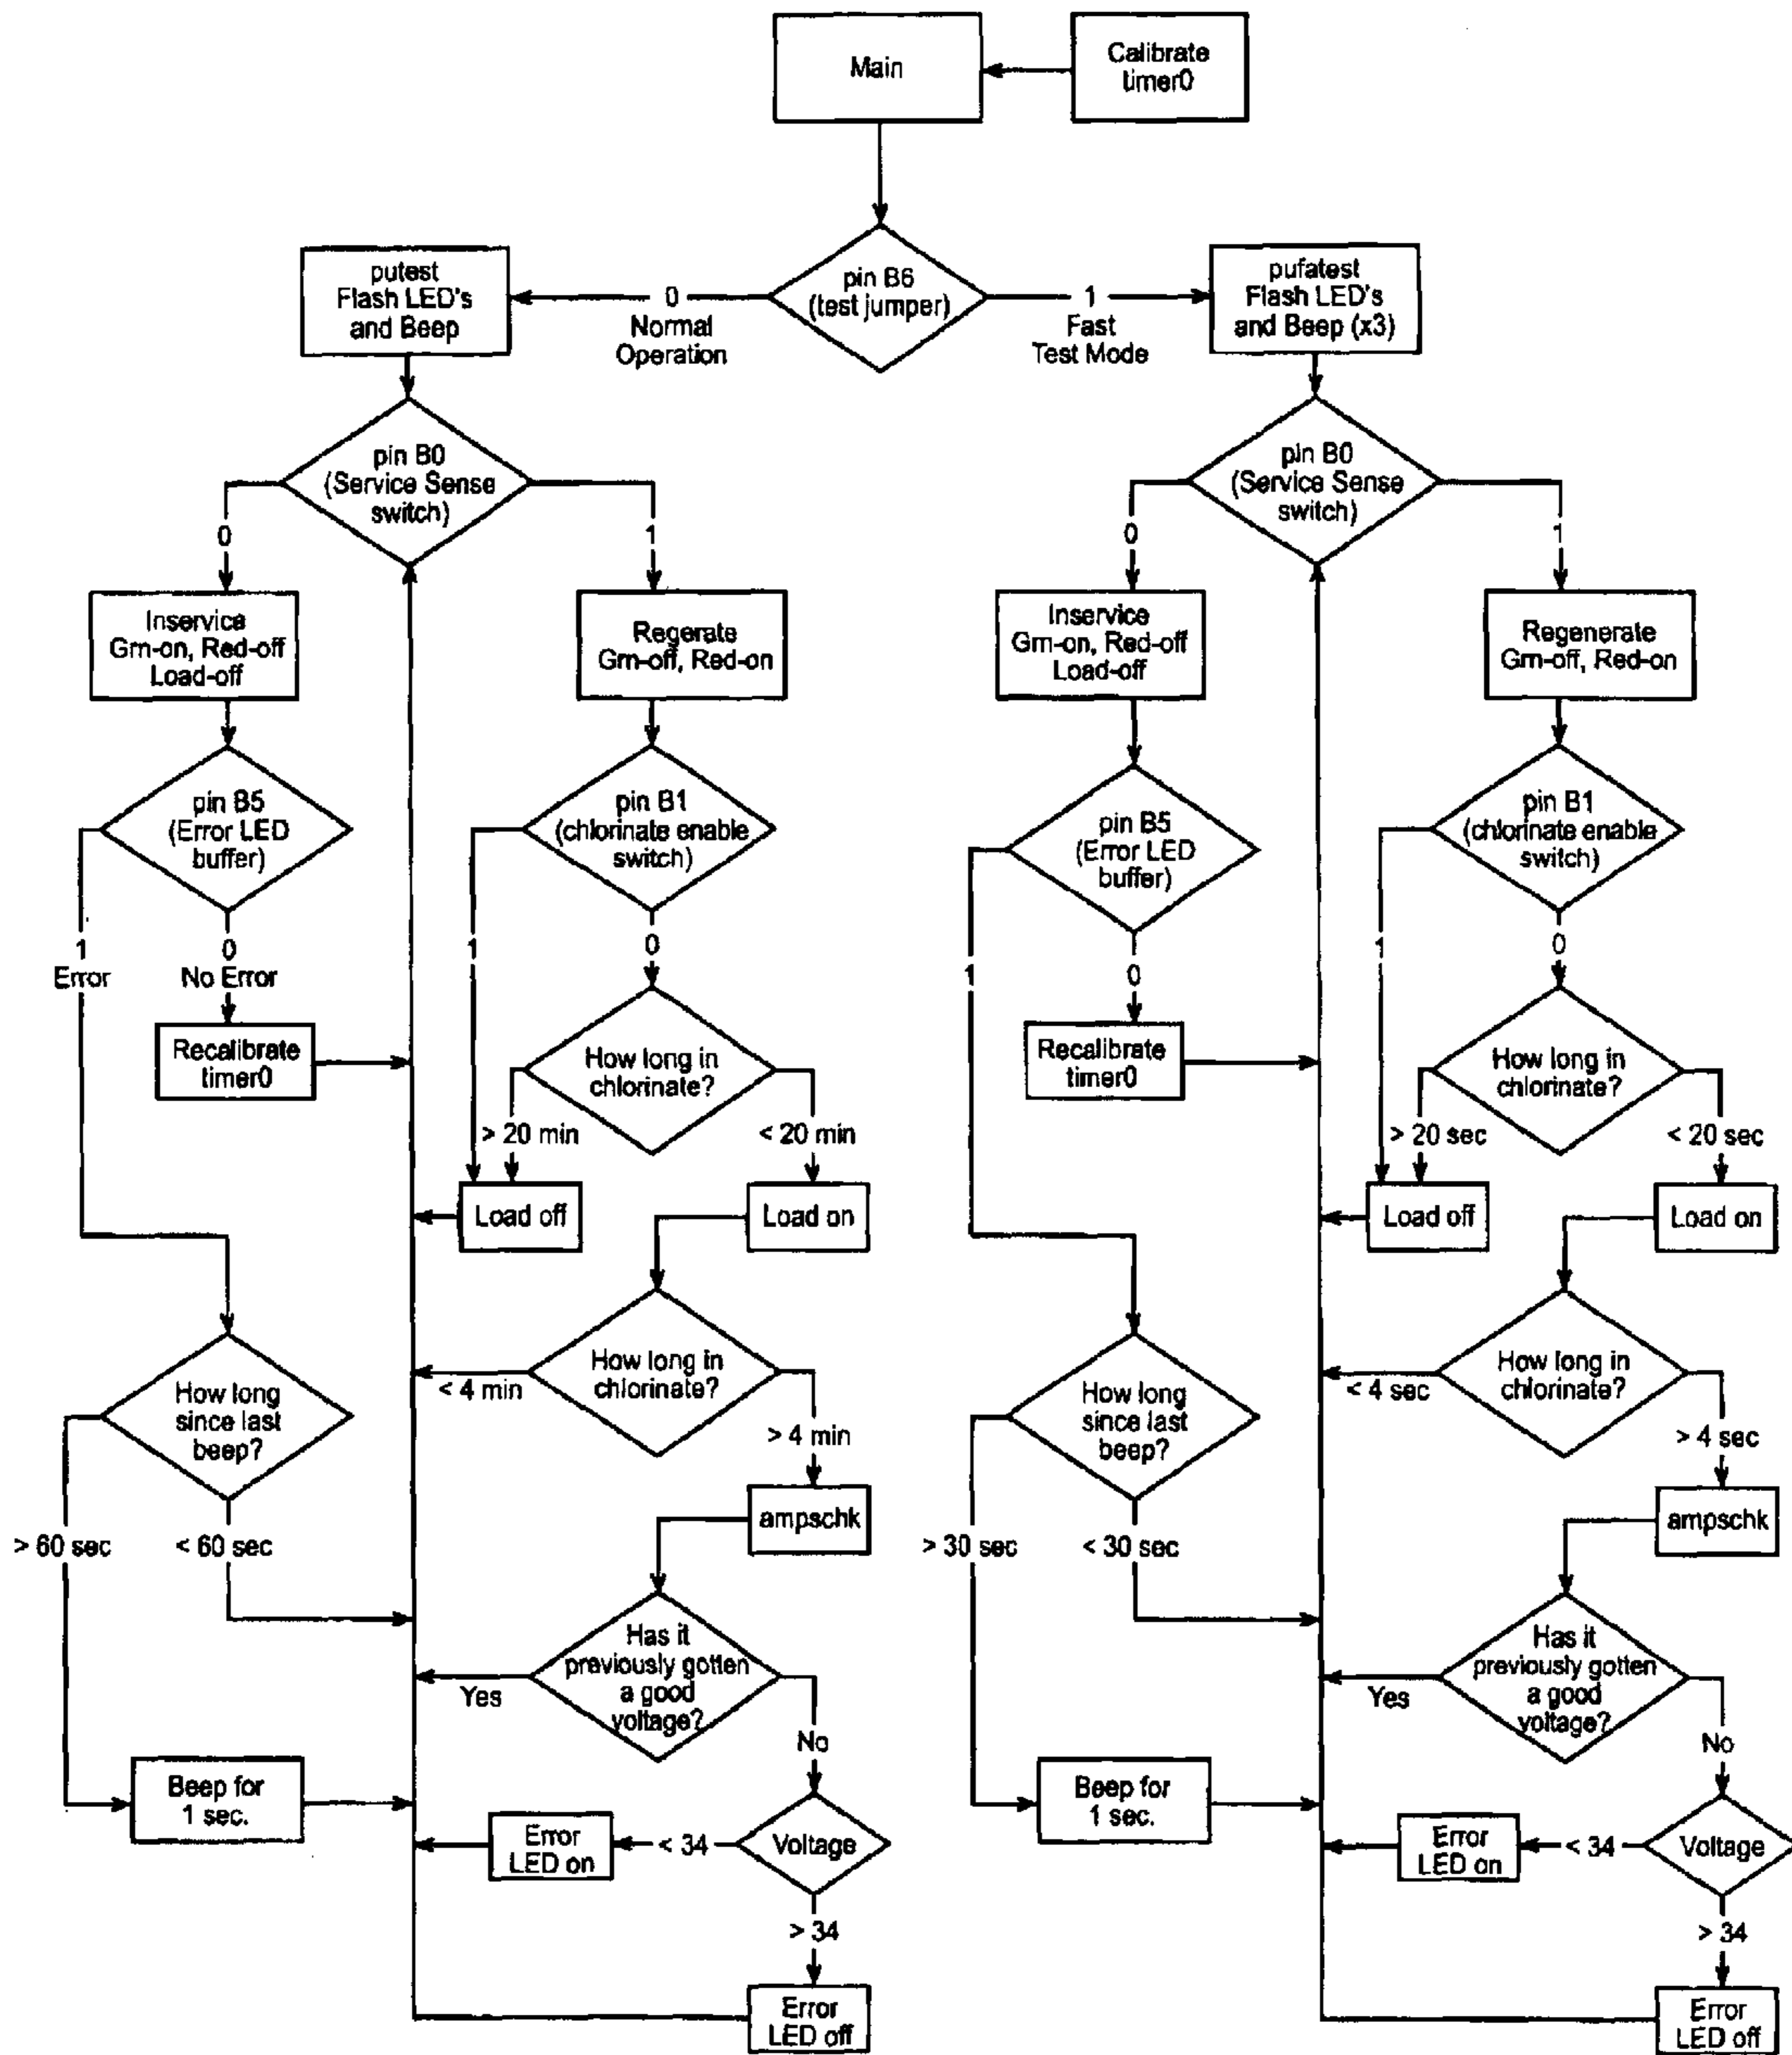 Main
Calibrate
timer0
pin B6
(test jumper)
0
Normal
Operation
1
Fast
Test Mode
putest
Flash LED's
and Beep
pin B0
(Service Sense
switch)
0
1
Inservice
Grn-on, Red-off
Load-off
Regerate
Grn-off, Red-on
pin B5
(Error LED
buffer)
1
Error
0
No Error
Recalibrate
timer0
pin B1
(chlorinate enable
switch)
1
0
How long in
chlorinate?
> 20 min
< 20 min
Load off
Load on
How long in
chlorinate?
< 4 min
> 4 min
ampschk
How long
since last
beep?
> 60 sec
< 60 sec
Has it
previously gotten
a good
voltage?
Yes
No
Beep for
1 sec.
Voltage
< 34
Error
LED on
> 34
Error
LED off
pufatest
Flash LED's
and Beep (x3)
pin B0
(Service Sense
switch)
0
1
Inservice
Grn-on, Red-off
Load-off
Regenerate
Grn-off, Red-on
pin B5
(Error LED
buffer)
1
0
Recalibrate
timer0
pin B1
(chlorinate enable
switch)
1
0
How long in
chlorinate?
> 20 sec
< 20 sec
Load off
Load on
How long in
chlorinate?
< 4 sec
> 4 sec
ampschk
How long
since last
beep?
> 30 sec
< 30 sec
Has it
previously gotten
a good
voltage?
Yes
No
Beep for
1 sec.
Voltage
< 34
Error
LED on
> 34
Error
LED off